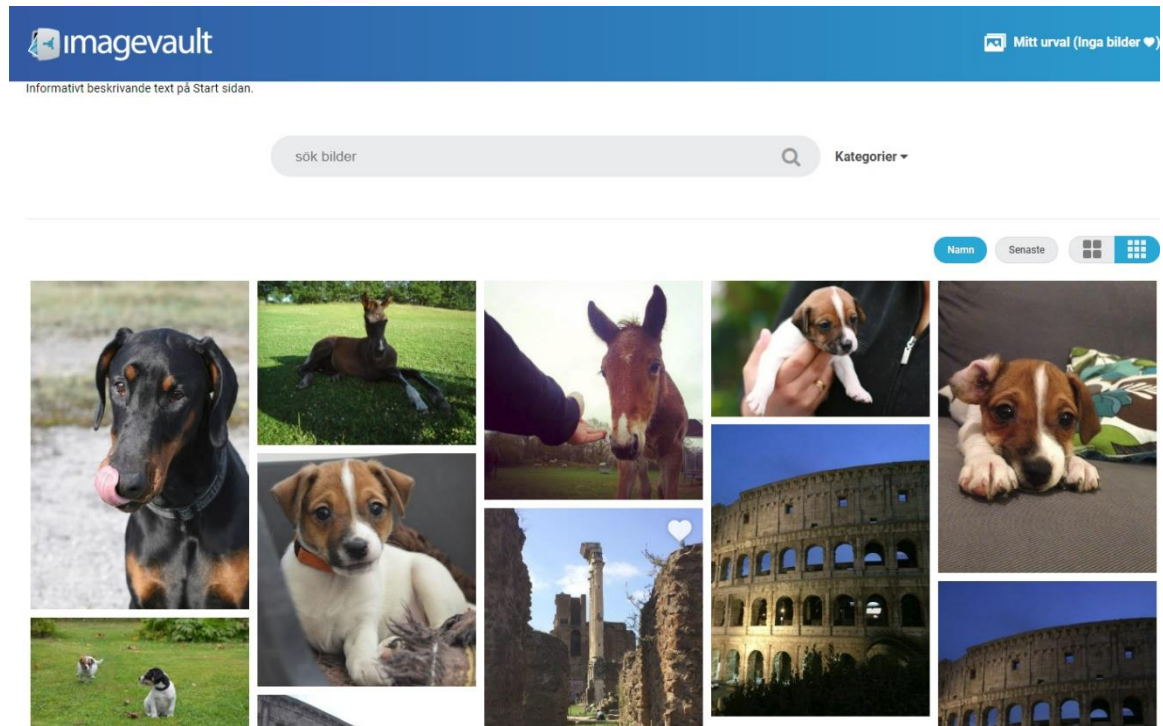 imagevault
Mitt urval (Inga bilder ♥)
Informativt beskrivande text på Start sidan.
sök bilder
Kategorier
Namn
Senaste